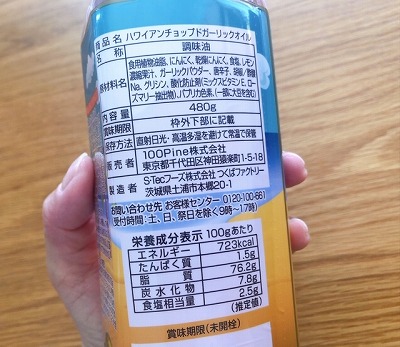 商品名 ハワイアンチョップドガーリックオイル
名称 調味油
原材料名 食用植物油脂、にんにく、乾燥にんにく、食塩、レモン
濃縮果汁、ガーリックパウダー、唐辛子、胡椒/酢酸
Na、グリシン、酸化防止剤(ミックスビタミンE、ロー
ズマリー抽出物)、パプリカ色素、(一部に大豆を含む)
内容量 480g
賞味期限 枠外下部に記載
保存方法 直射日光・高温多湿を避けて常温で保管
販売者 100Pine株式会社
東京都千代田区神田猿楽町1-5-18
製造者 S-Tecフーズ株式会社 つくばファクトリー
茨城県土浦市本郷20-1
お問い合わせ先 お客様センター 0120-100-661
(受付時間:土、日、祭日を除く9時~17時)
栄養成分表示 100g当たり
エネルギー 723kcal
たんぱく質 1.5g
脂質 76.2g
炭水化物 7.8g
食塩相当量 2.5g
(推定値)
賞味期限(未開栓)